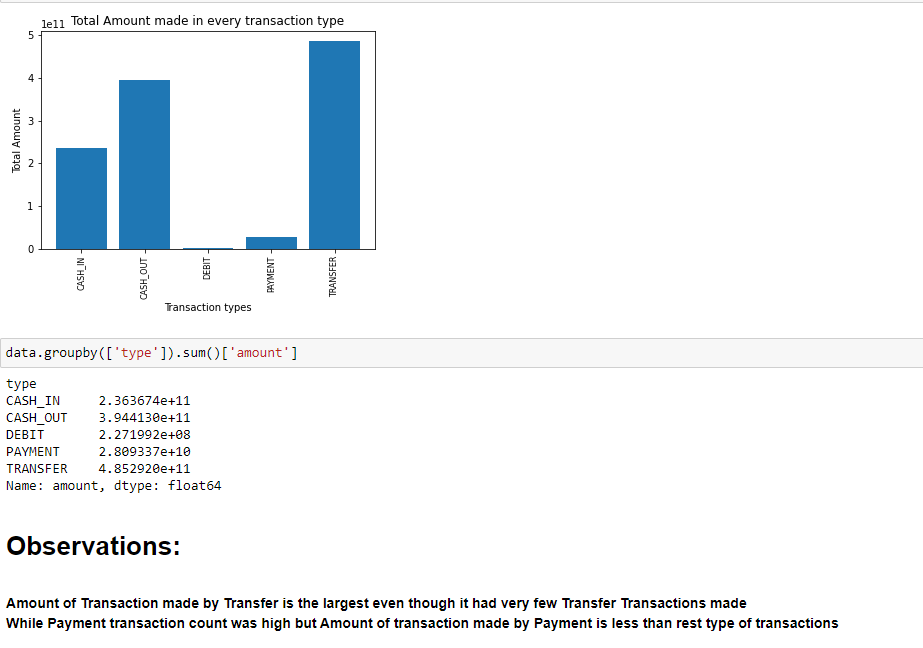 1e11 Total Amount made in every transaction type
5
4
3
2
1
0
Total Amount
CASH_IN
CASH_OUT
DEBIT
PAYMENT
TRANSFER
Transaction types
data.groupby(['type']).sum()['amount']
type
CASH_IN     2.363674e+11
CASH_OUT    3.944130e+11
DEBIT       2.271992e+08
PAYMENT     2.809337e+10
TRANSFER    4.852920e+11
Name: amount, dtype: float64
Observations:
Amount of Transaction made by Transfer is the largest even though it had very few Transfer Transactions made
While Payment transaction count was high but Amount of transaction made by Payment is less than rest type of transactions